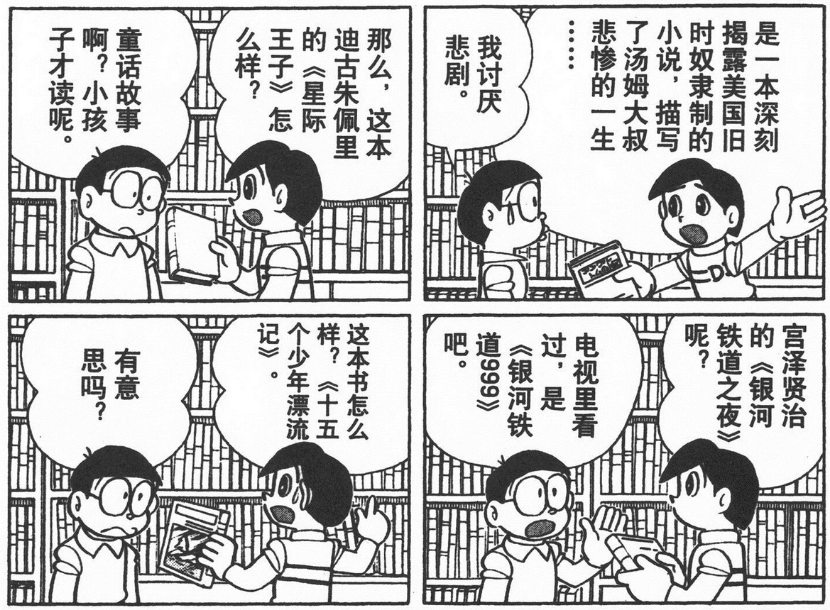 是一本深刻
揭露美国旧
时奴隶制的
小说，描写
了汤姆大叔
悲惨的一生
……
我讨厌
悲剧。
那么，这本
迪古朱佩里
的《星际
王子》怎
么样？
童话故事
啊？小孩
子才读呢。
宫泽贤治
的《银河
铁道之夜》
呢？
电视里看
过，是
《银河铁
道999》
吧。
这本书怎么
样？《十五
个少年漂流
记》。
有意
思吗？
D